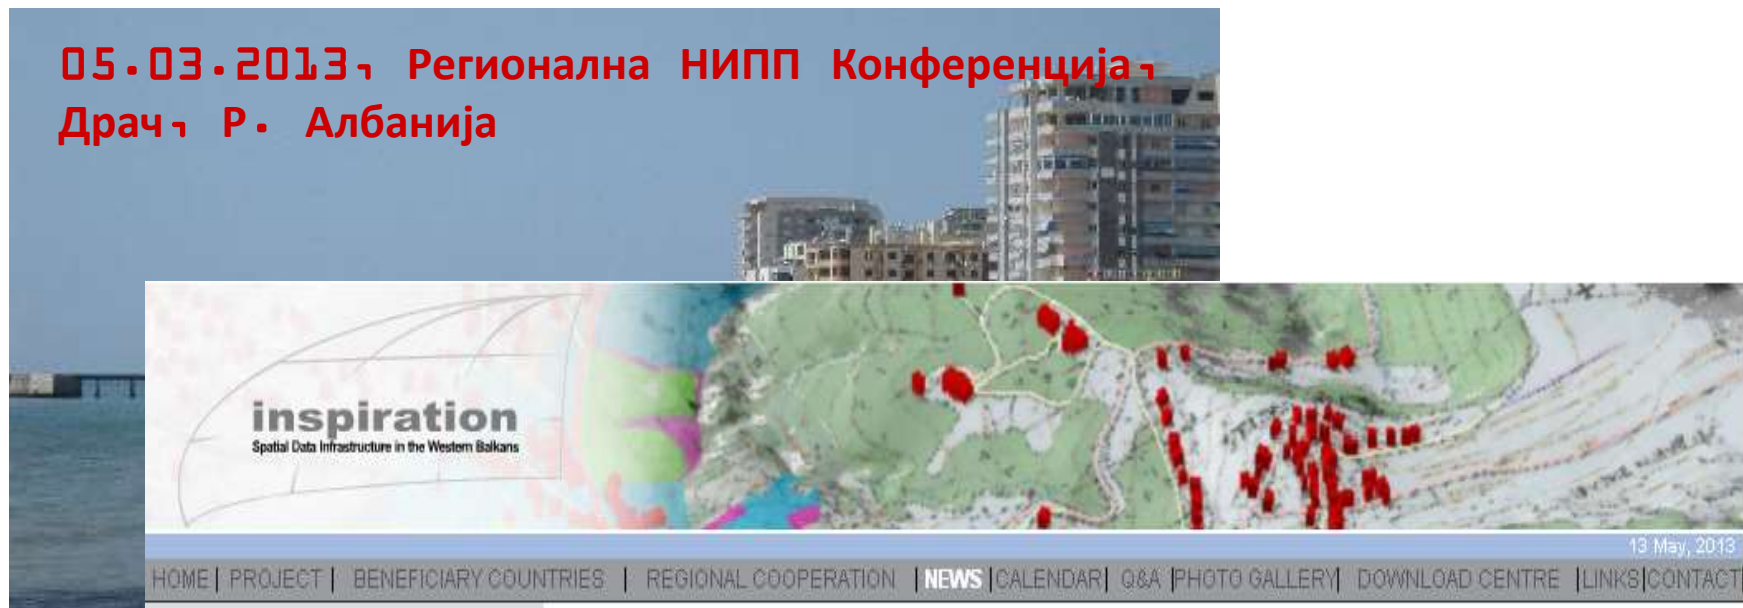 05.03.2013, Регионална НИПП Конференција,
Драч, Р. Албанија
inspiration
Spatial Data Infrastructure in the Western Balkans
13 May, 2013
HOME | PROJECT | BENEFICIARY COUNTRIES | REGIONAL COOPERATION | NEWS | CALENDAR | Q&A | PHOTO GALLERY | DOWNLOAD CENTRE | LINKS | CONTACT